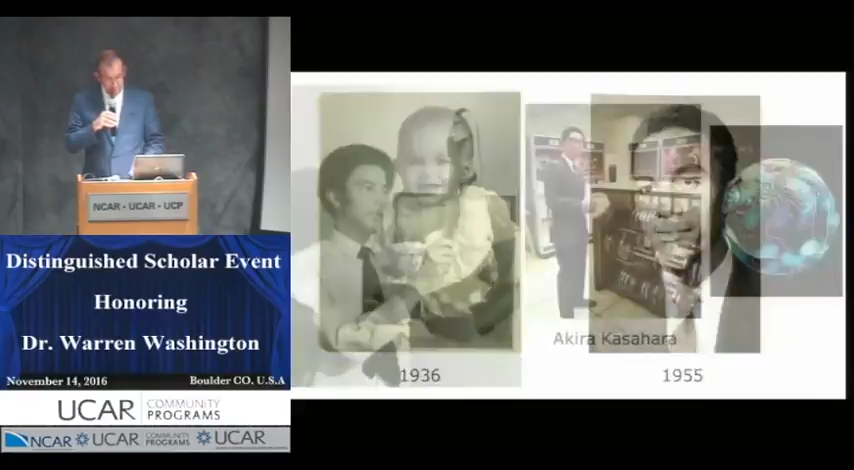 NCAR - UCAR - UCP
Distinguished Scholar Event
Honoring
Dr. Warren Washington
November 14, 2016
Boulder CO, U.S.A
UCAR COMMUNITY PROGRAMS
NCAR UCAR COMMUNITY PROGRAMS UCAR
Akira Kasahara
1936
1955